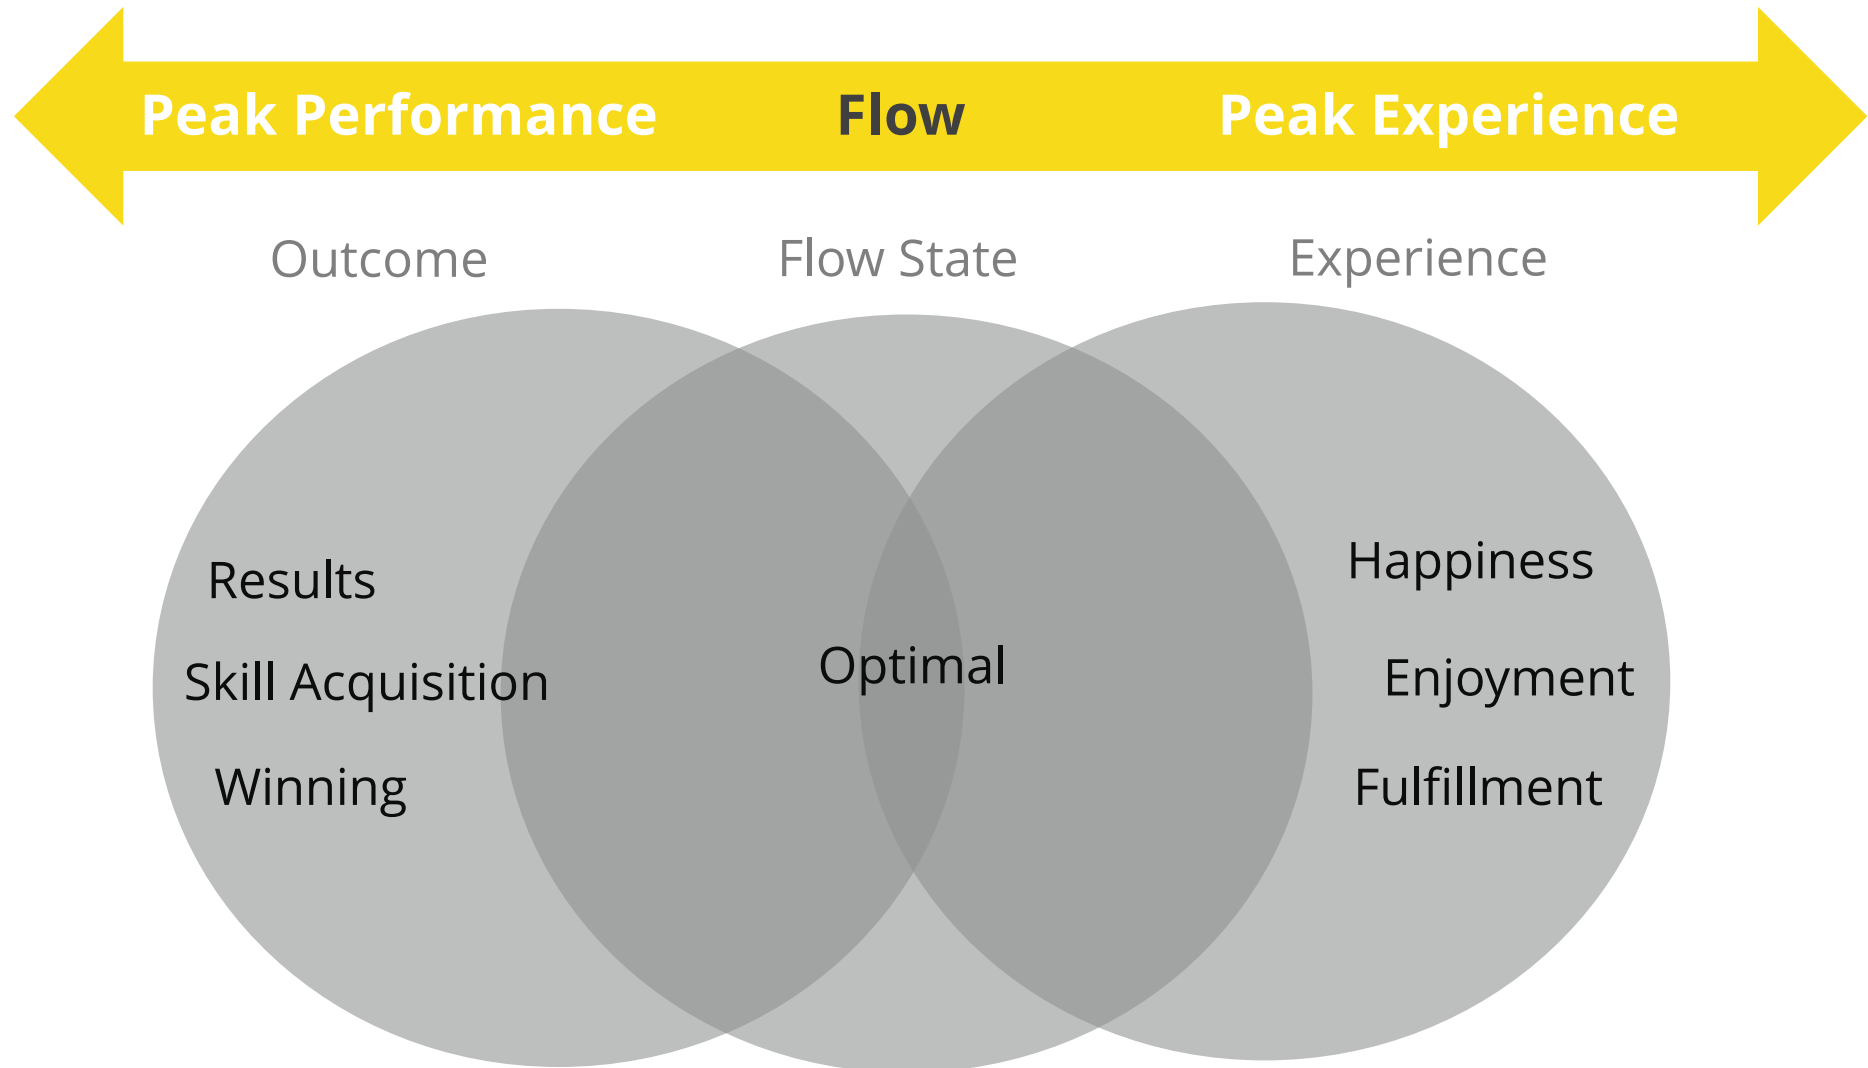 Peak Performance Flow Peak Experience
Outcome Flow State Experience
Results
Skill Acquisition
Winning
Optimal
Happiness
Enjoyment
Fulfillment